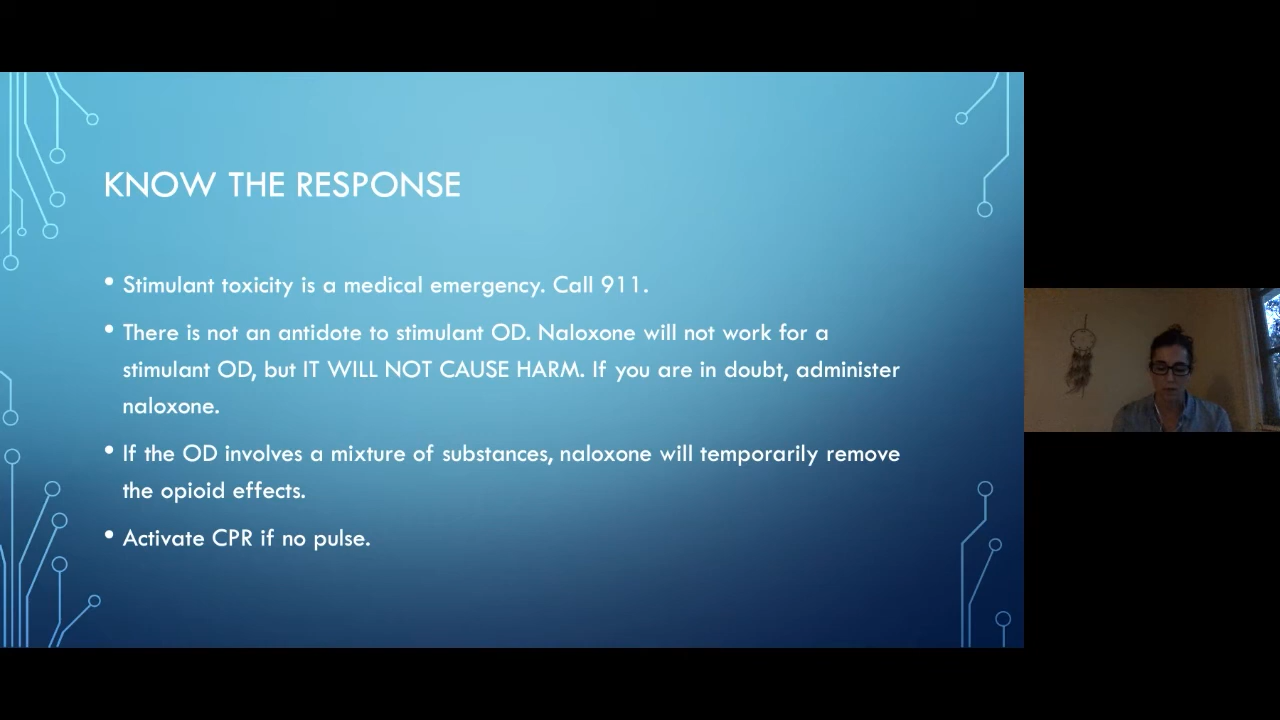 KNOW THE RESPONSE
• Stimulant toxicity is a medical emergency. Call 911.
• There is not an antidote to stimulant OD. Naloxone will not work for a
stimulant OD, but IT WILL NOT CAUSE HARM. If you are in doubt, administer
naloxone.
• If the OD involves a mixture of substances, naloxone will temporarily remove
the opioid effects.
• Activate CPR if no pulse.